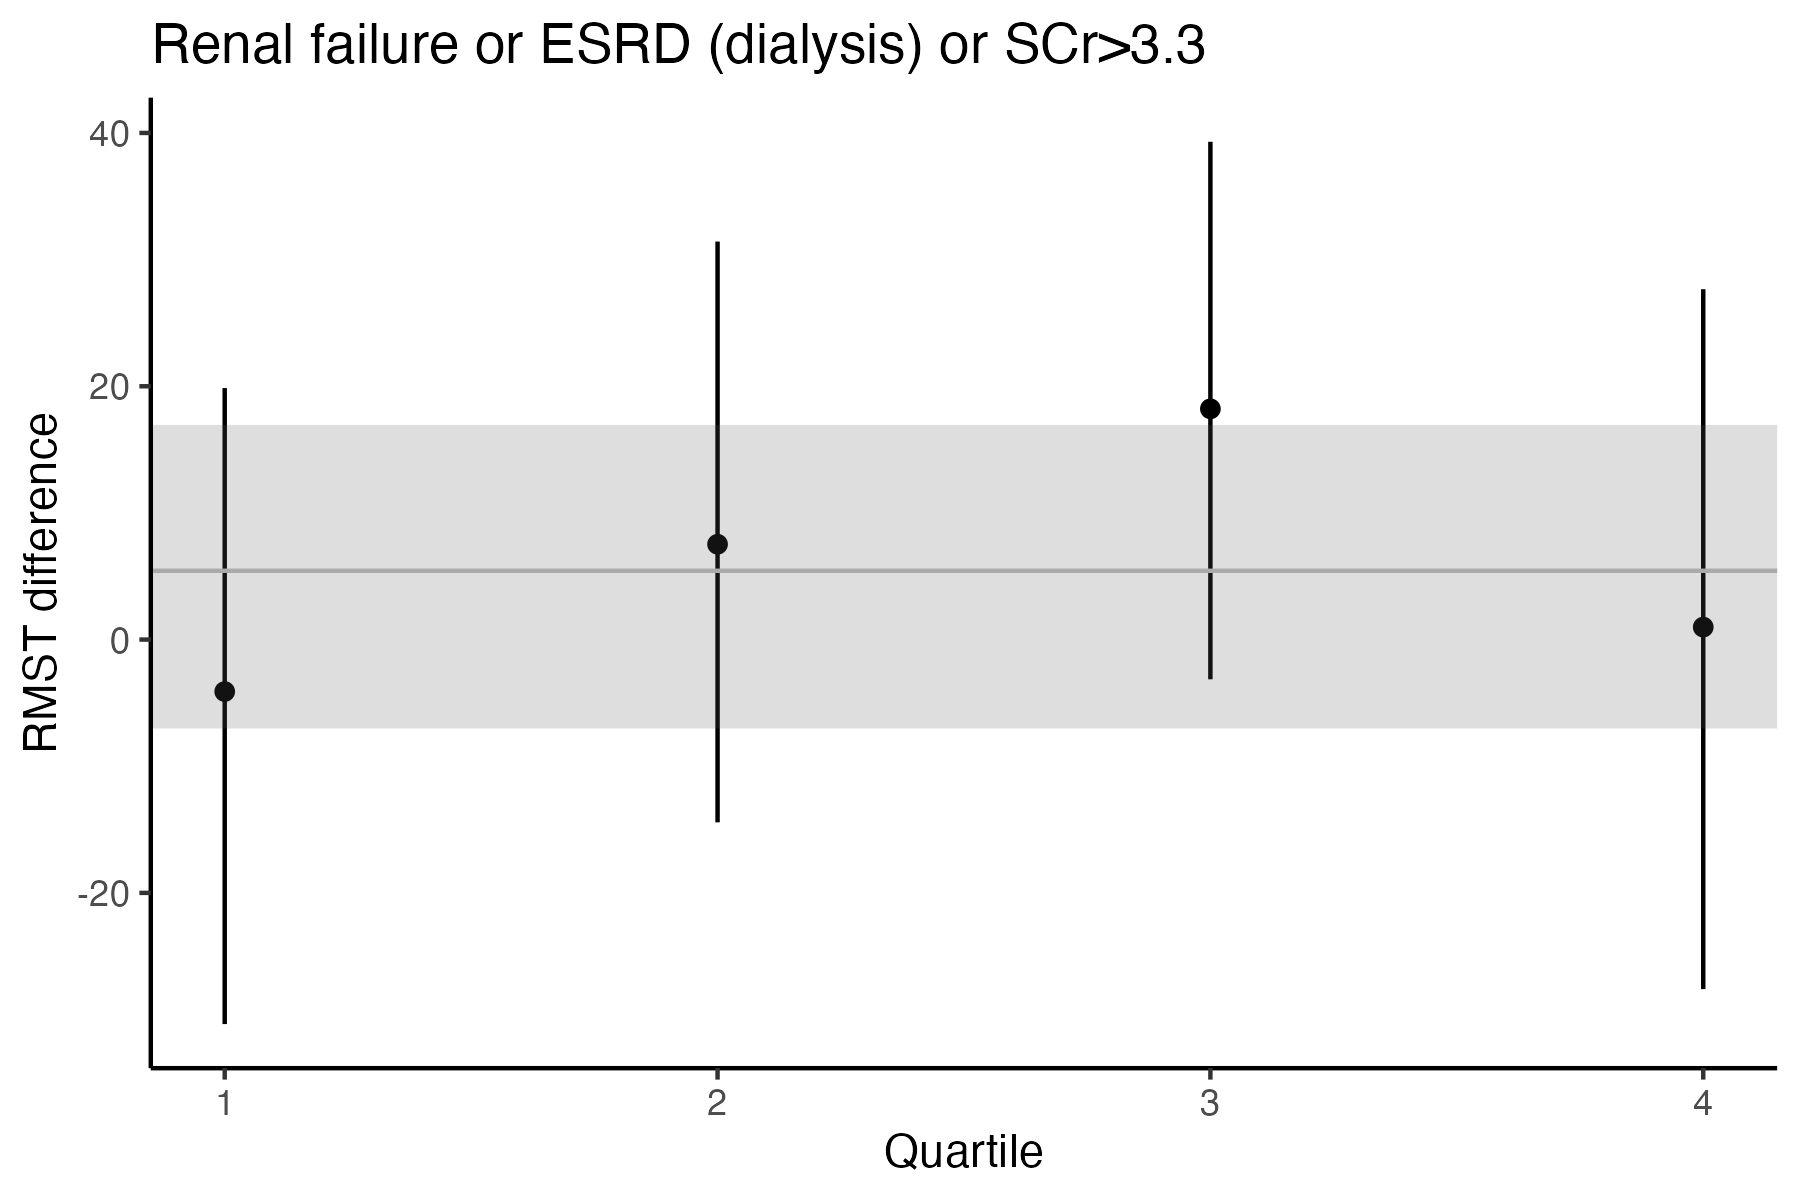 Renal failure or ESRD (dialysis) or SCr>3.3
40
20
0
-20
RMST difference
1 2 3 4
Quartile